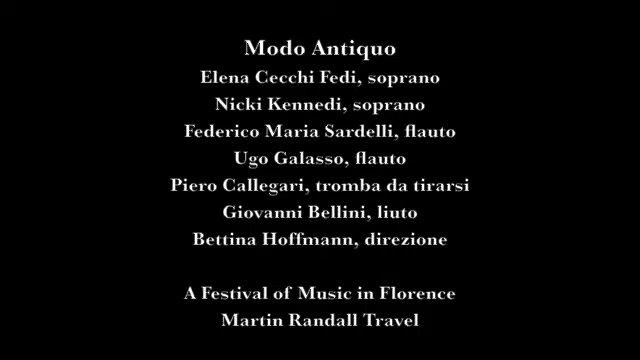 Modo Antiquo
Elena Cecchi Fedi, soprano
Nicki Kennedi, soprano
Federico Maria Sardelli, flauto
Ugo Galasso, flauto
Piero Callegari, tromba da tirarsi
Giovanni Bellini, liuto
Bettina Hoffmann, direzione
A Festival of Music in Florence
Martin Randall Travel